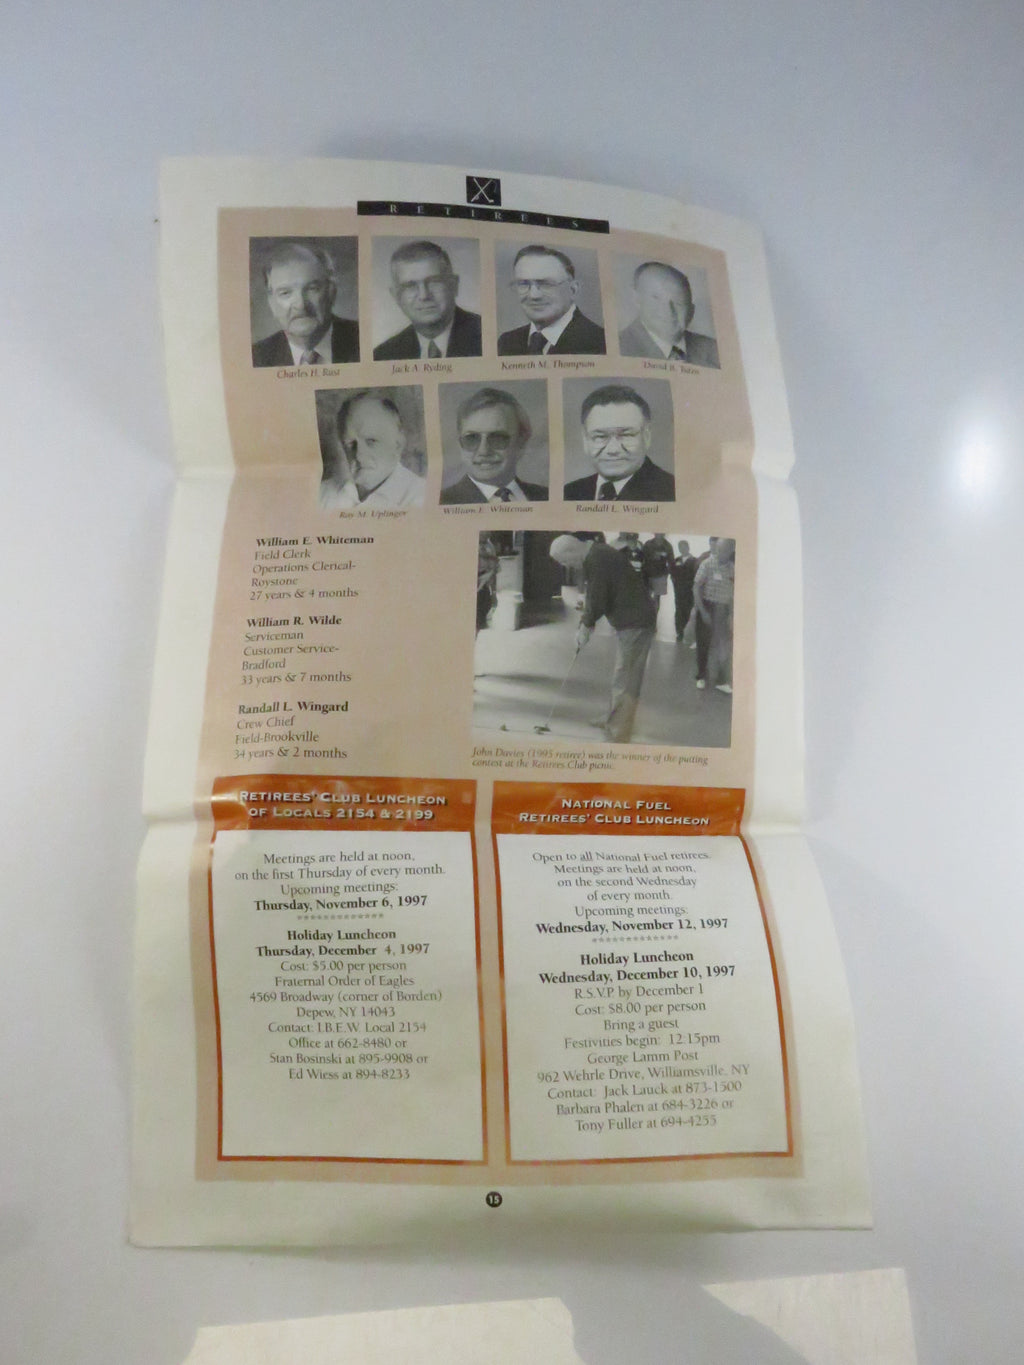 RETIREES
Charles H. Rust
Jack A. Ryding
Kenneth M. Thompson
David B.
Ray M. Uplinger
William E. Whiteman
Randall L. Wingard
William E. Whiteman
Field Clerk
Operations Clerical-
Roystone
27 years & 4 months
William R. Wilde
Serviceman
Customer Service-
Bradford
33 years & 7 months
Randall L. Wingard
Crew Chief
Field-Brookville
34 years & 2 months
John Davies (1995 retiree) was the winner of the putting
contest at the Retirees Club picnic.
RETIREES' CLUB LUNCHEON
OF LOCALS 2154 & 2199
Meetings are held at noon,
on the first Thursday of every month.
Upcoming meetings:
Thursday, November 6, 1997
*************
Holiday Luncheon
Thursday, December 4, 1997
Cost: $5.00 per person
Fraternal Order of Eagles
4569 Broadway (corner of Borden)
Depew, NY 14043
Contact: I.B.E.W. Local 2154
Office at 662-8480 or
Stan Bosinski at 895-9908 or
Ed Wiess at 894-8233
NATIONAL FUEL
RETIREES' CLUB LUNCHEON
Open to all National Fuel retirees.
Meetings are held at noon,
on the second Wednesday
of every month.
Upcoming meetings:
Wednesday, November 12, 1997
*************
Holiday Luncheon
Wednesday, December 10, 1997
R.S.V.P by December 1
Cost: $8.00 per person
Bring a guest
Festivities begin: 12:15pm
George Lamm Post
962 Wehrle Drive, Williamsville, NY
Contact: Jack Lauck at 873-1500
Barbara Phalen at 684-3226 or
Tony Fuller at 694-4255
15